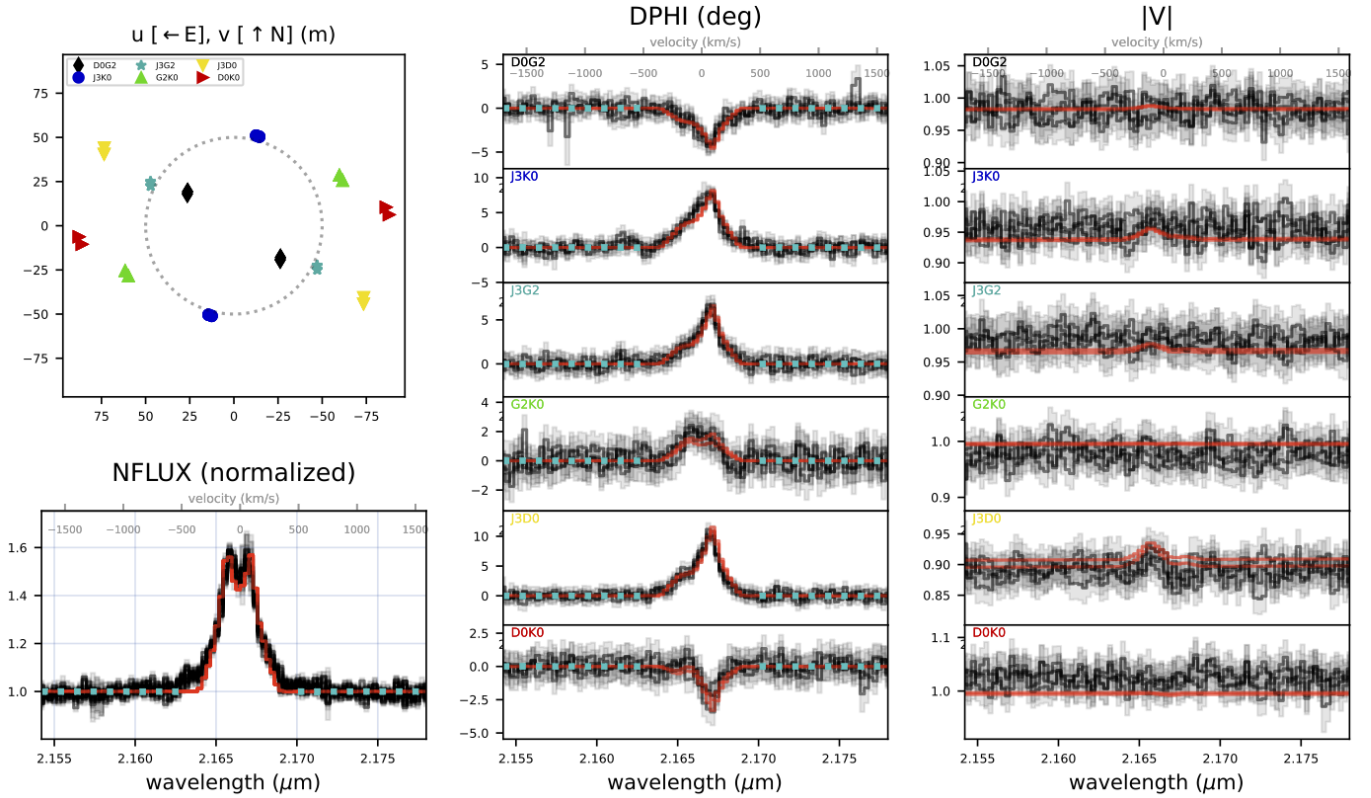 u [←E], v [↑N] (m)
D0G2 J3G2 J3D0
J3K0 G2K0 D0K0
75
50
25
0
−25
−50
−75
75 50 25 0 −25 −50 −75
NFLUX (normalized)
velocity (km/s)
−1500 −1000 −500 0 500 1000 1500
1.6
1.4
1.2
1.0
2.155 2.160 2.165 2.170 2.175
wavelength (μm)
DPHI (deg)
velocity (km/s)
D0G2
−1500 −1000 −500 0 500 1000 1500
5
0
−5
J3K0
10
5
0
−5
J3G2
5
0
G2K0
4
2
0
−2
J3D0
10
5
0
D0K0
2.5
0.0
−2.5
−5.0
2.155 2.160 2.165 2.170 2.175
wavelength (μm)
|V|
velocity (km/s)
D0G2
−1500 −1000 −500 0 500 1000 1500
1.05
1.00
0.95
0.90
J3K0
1.05
1.00
0.95
0.90
J3G2
1.05
1.00
0.95
0.90
G2K0
1.0
0.9
J3D0
0.95
0.90
0.85
D0K0
1.1
1.0
2.155 2.160 2.165 2.170 2.175
wavelength (μm)